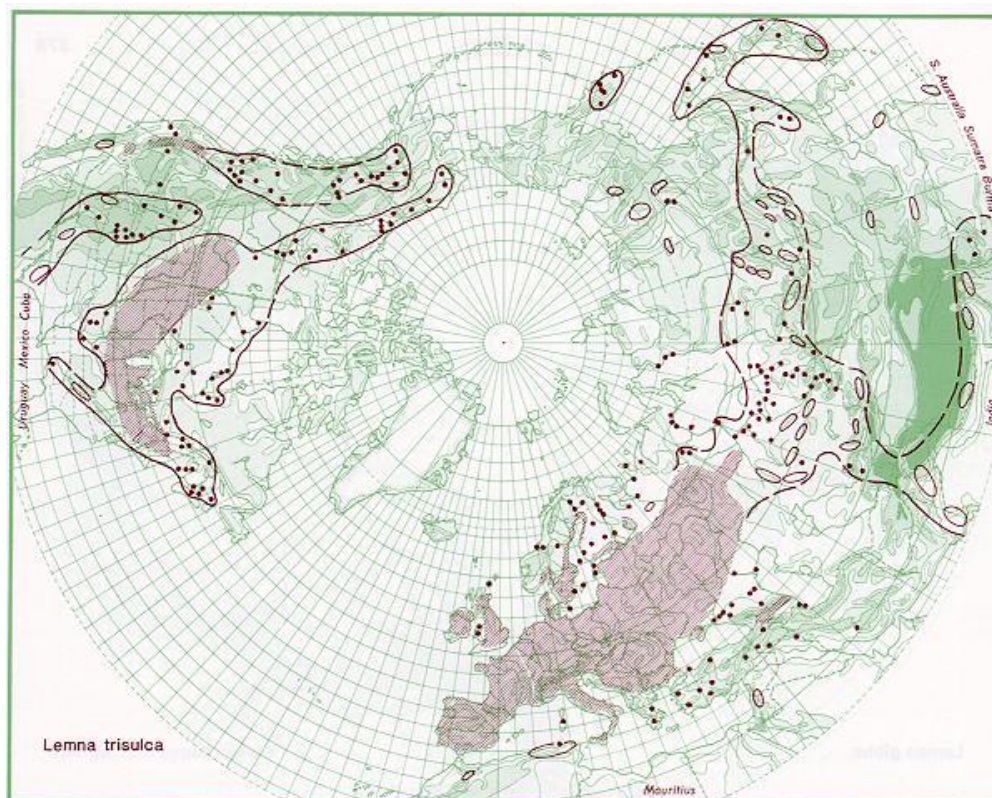 S. Australia Sumatra Burma
Uruguay Mexico Cuba
India
Lemna trisulca
Mauritius